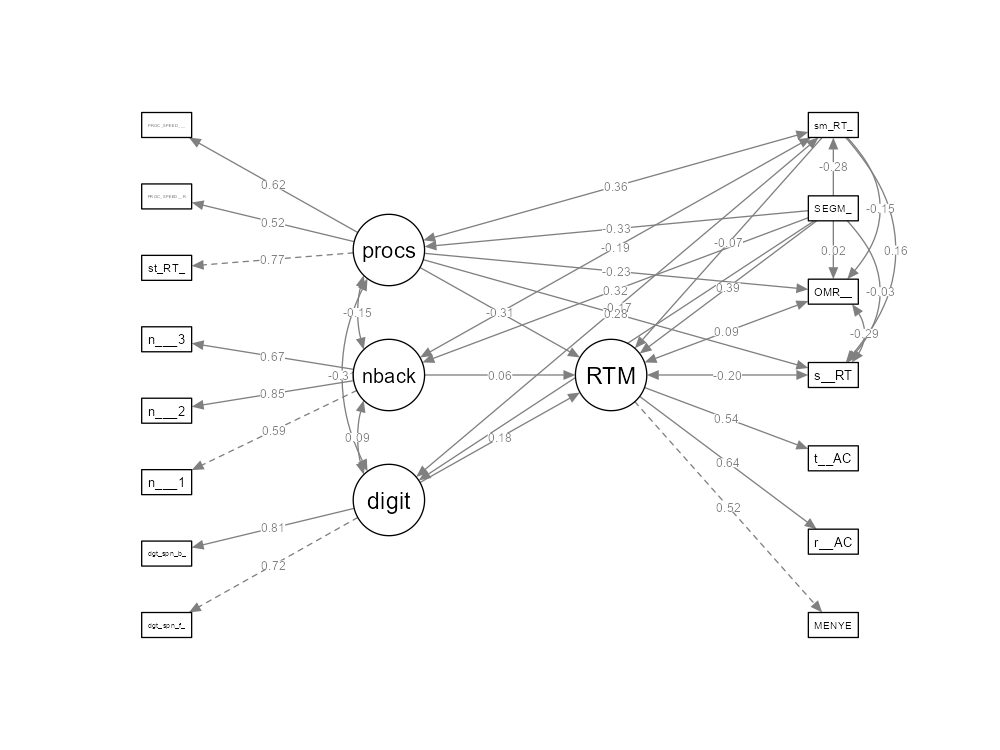 PROC_SPEED__
sm_RT_
0.62
0.36
-0.28
PROC_SPEED__R
SEGM_
-0.15
0.52
-0.33
-0.07
procs
-0.19
0.02
0.16
st_RT_
0.77
-0.23
0.32
0.39
OMR__
-0.03
-0.15
-0.31
-0.17
0.28
n___3
0.67
0.09
-0.29
nback
-0.31
0.06
RTM
-0.20
s__RT
0.85
n___2
0.59
0.09
0.18
0.54
t__AC
n___1
0.64
digit
0.52
0.81
r__AC
dgt_spn_b_
0.72
dgt_spn_f_
MENYE